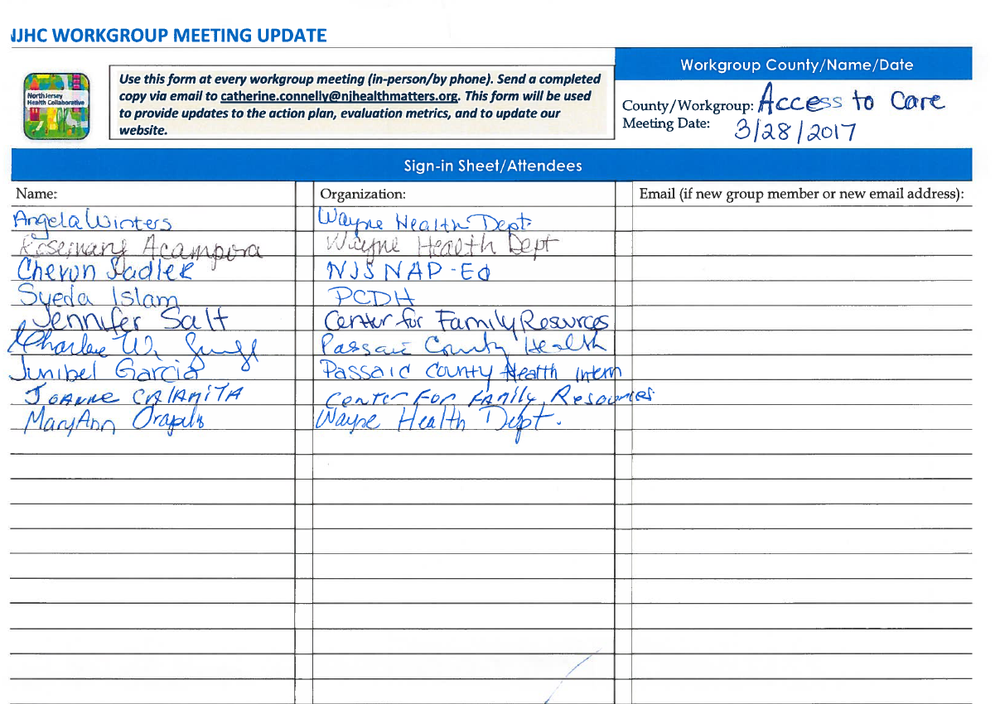 NJHC WORKGROUP MEETING UPDATE
Workgroup County/Name/Date
North Jersey
Health Collaborative
Use this form at every workgroup meeting (in-person/by phone). Send a completed
copy via email to catherine.connelly@njhealthmatters.org. This form will be used
to provide updates to the action plan, evaluation metrics, and to update our
website.
County/Workgroup: Access to Care
Meeting Date: 3/28/2017
Sign-in Sheet/Attendees
Name: Organization: Email (if new group member or new email address):
Angela Winters Wayne Health Dept.
Rosemary Acampora Wayne Health Dept
Chevon Sadler NJSNAP-Ed
Syeda Islam PCDH
Jennifer Salt Center for Family Resources
Charlene W. Passaic County Health
Junibel Garcia Passaic County Health Intern
Joanne Calamita Center For Family Resources
MaryAnn Wayne Health Dept.